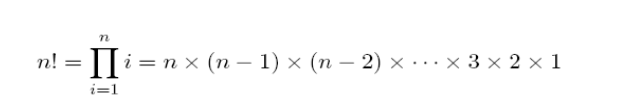 n! = ∏_{i=1}^{n} i = n × (n − 1) × (n − 2) × ⋯ × 3 × 2 × 1